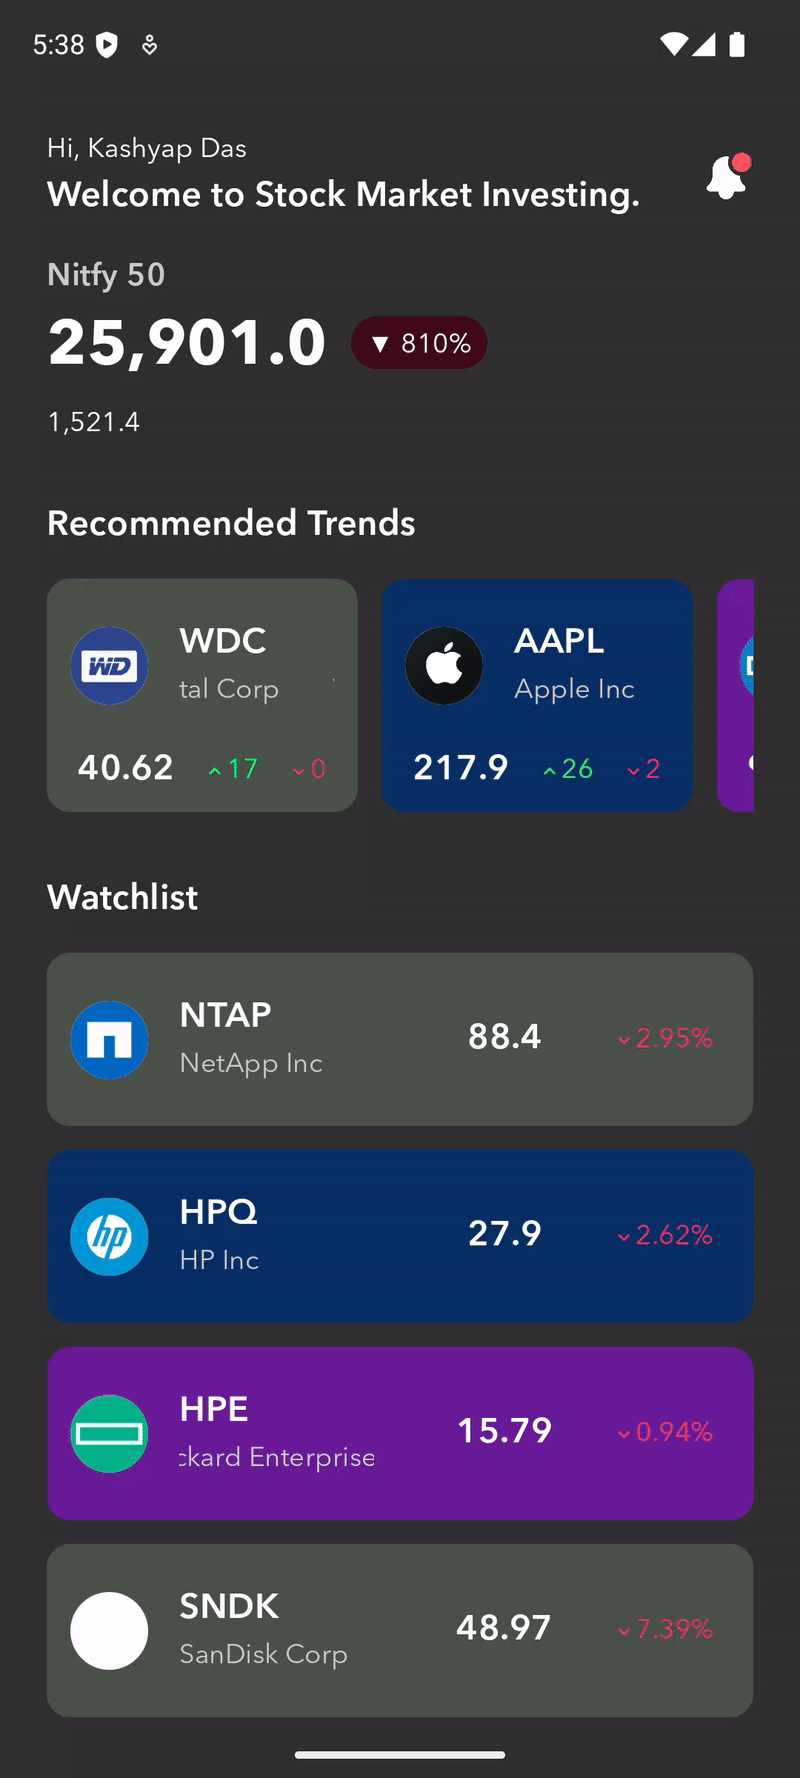 5:38
Hi, Kashyap Das
Welcome to Stock Market Investing.
Nitfy 50
25,901.0 ▼ 810%
1,521.4
Recommended Trends
WDC
tal Corp
40.62 17 0
AAPL
Apple Inc
217.9 26 2
Watchlist
NTAP
NetApp Inc
88.4 2.95%
HPQ
HP Inc
27.9 2.62%
HPE
ckard Enterprise
15.79 0.94%
SNDK
SanDisk Corp
48.97 7.39%